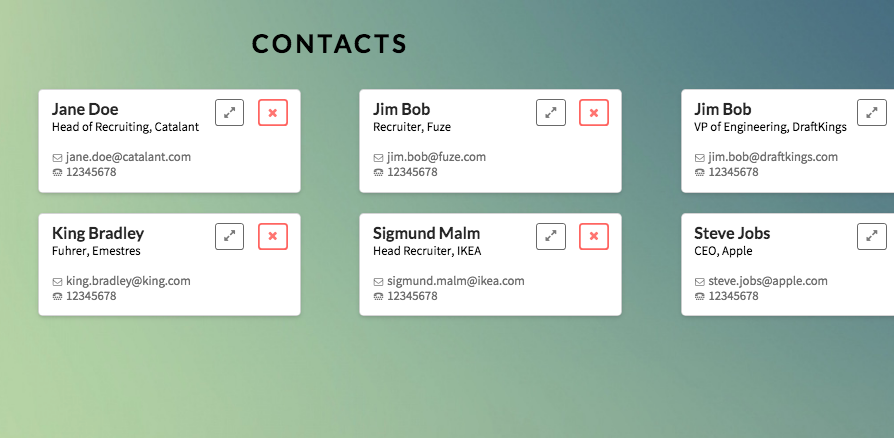 CONTACTS
Jane Doe
Head of Recruiting, Catalant
jane.doe@catalant.com
12345678
Jim Bob
Recruiter, Fuze
jim.bob@fuze.com
12345678
Jim Bob
VP of Engineering, DraftKings
jim.bob@draftkings.com
12345678
King Bradley
Fuhrer, Emestres
king.bradley@king.com
12345678
Sigmund Malm
Head Recruiter, IKEA
sigmund.malm@ikea.com
12345678
Steve Jobs
CEO, Apple
steve.jobs@apple.com
12345678